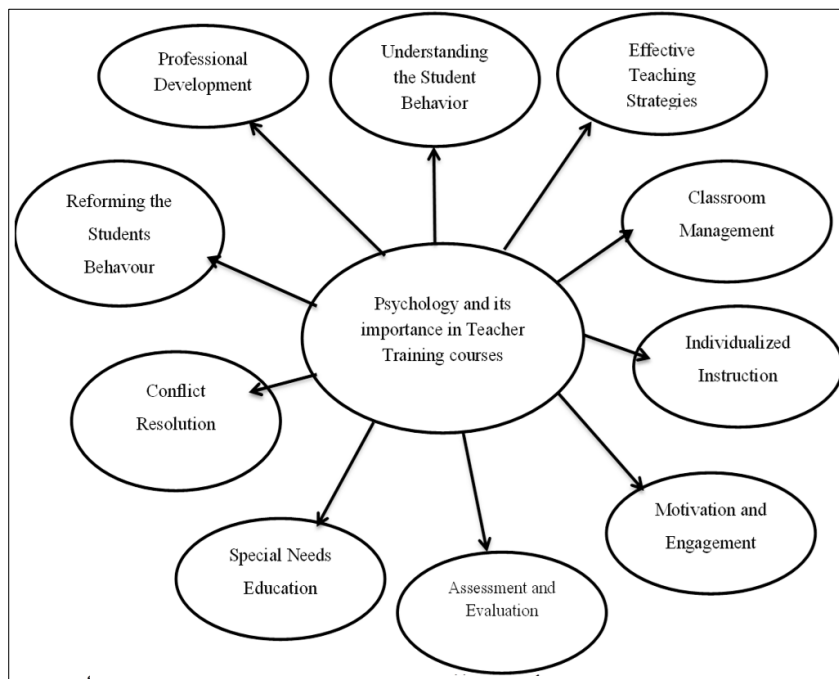 Professional
Development
Understanding
the Student
Behavior
Effective
Teaching
Strategies
Reforming the
Students
Behavour
Classroom
Management
Psychology and its
importance in Teacher
Training courses
Individualized
Instruction
Conflict
Resolution
Motivation and
Engagement
Special Needs
Education
Assessment and
Evaluation